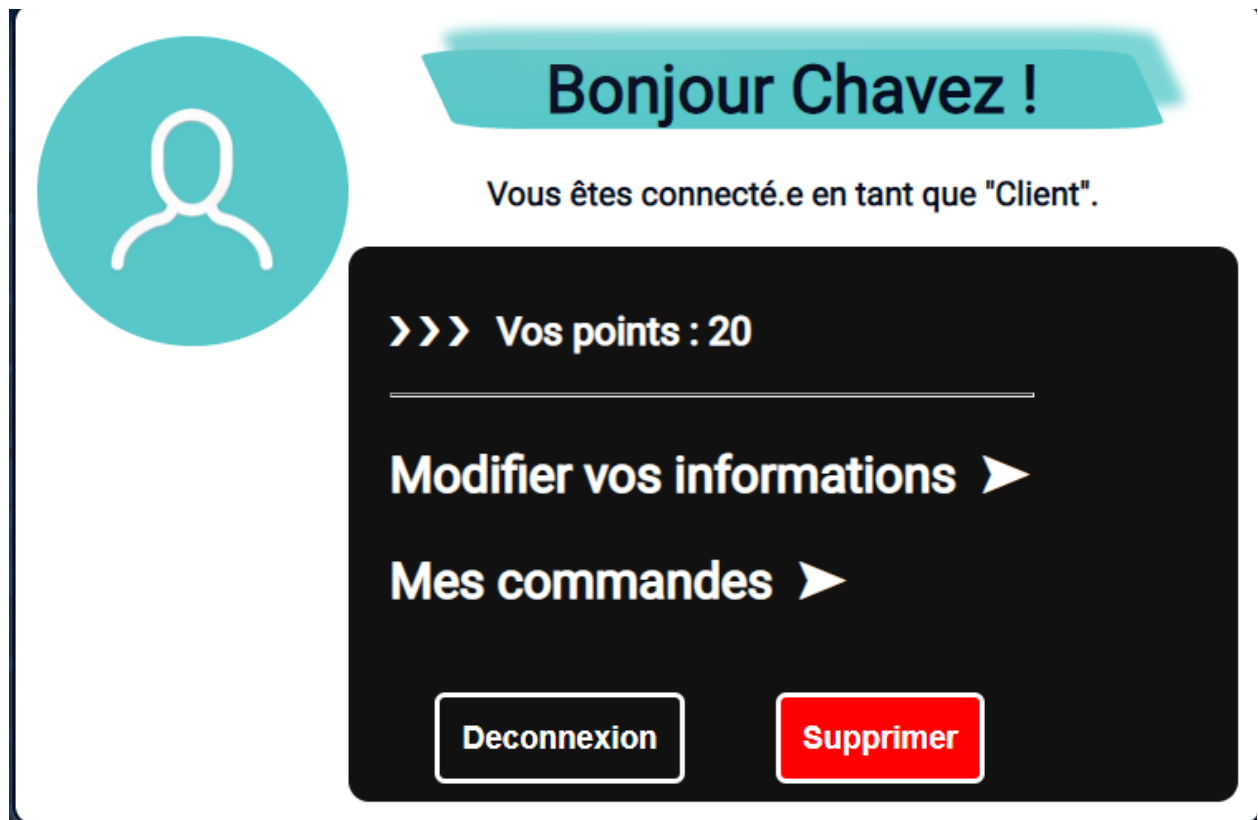 Bonjour Chavez !
Vous êtes connecté.e en tant que "Client".
❯❯❯ Vos points : 20
Modifier vos informations ➤
Mes commandes ➤
Deconnexion
Supprimer